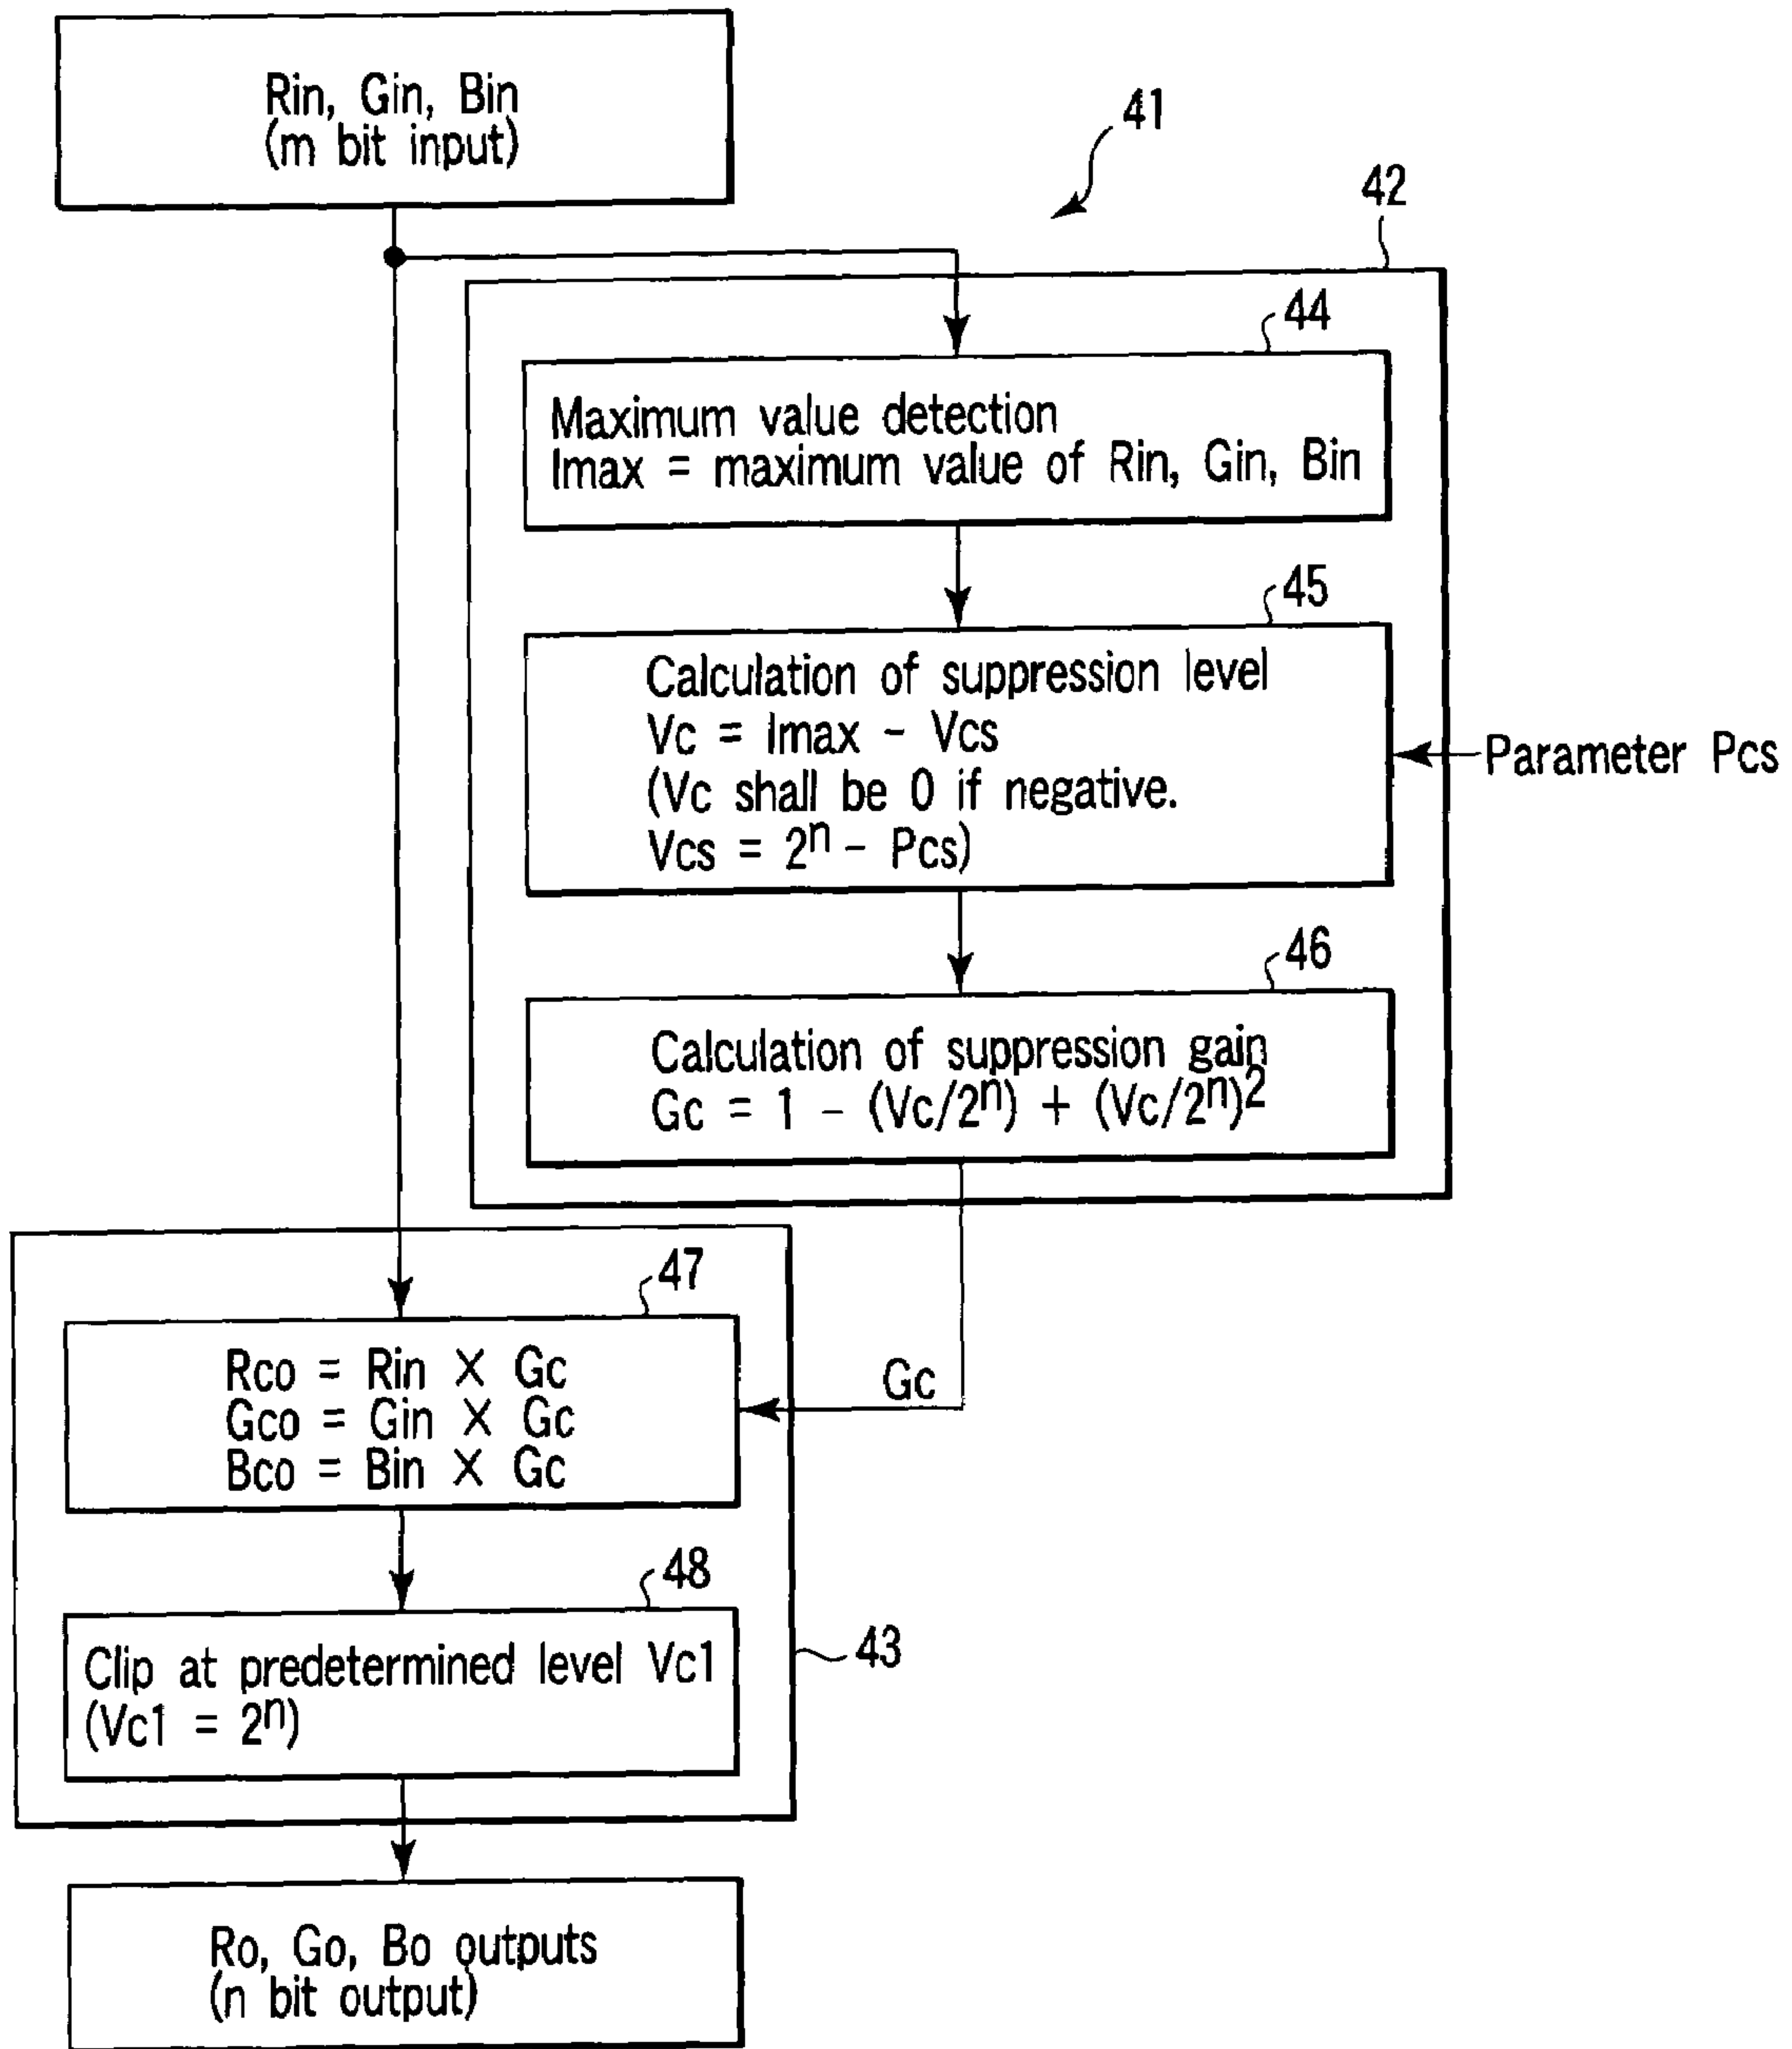 Rin, Gin, Bin
(m bit input)
41
42
44
Maximum value detection
Imax = maximum value of Rin, Gin, Bin
45
Calculation of suppression level
Vc = Imax - Vcs
(Vc shall be 0 if negative.
Vcs = 2ⁿ - Pcs)
Parameter Pcs
46
Calculation of suppression gain
Gc = 1 - (Vc/2ⁿ) + (Vc/2ⁿ)²
47
Rco = Rin X Gc
Gco = Gin X Gc
Bco = Bin X Gc
Gc
48
Clip at predetermined level Vc1
(Vc1 = 2ⁿ)
43
Ro, Go, Bo outputs
(n bit output)